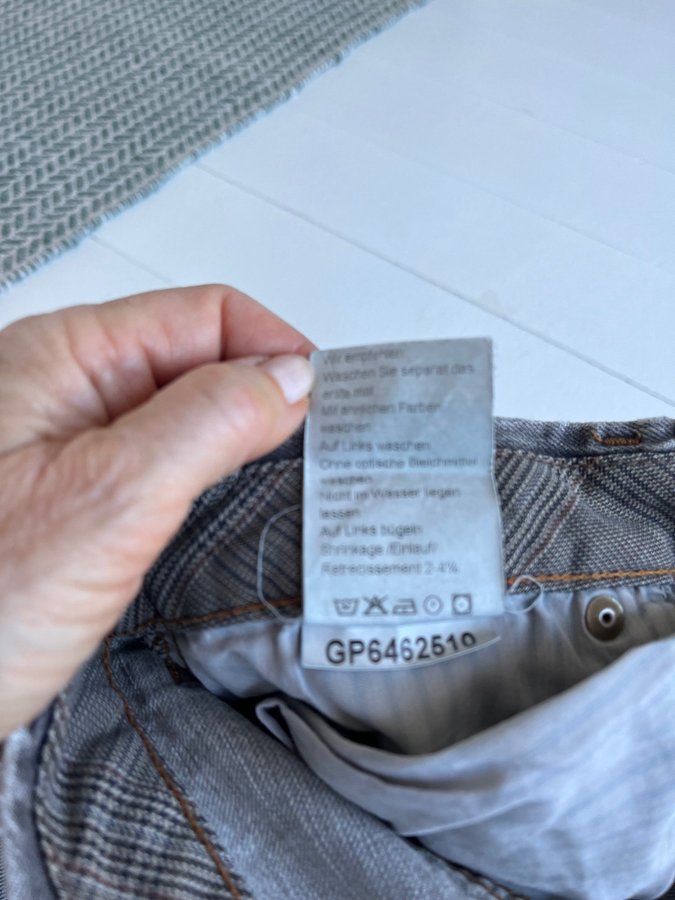 Wir empfehlen:
Waschen Sie separat das
erste mal
Mit ähnlichen Farben
waschen
Auf Links waschen
Ohne optische Bleichmittel
waschen
Nicht im Wasser liegen
lassen
Auf Links bügeln
Shrinkage /Einlauf/
Retrecissement 2-4%
GP6462519